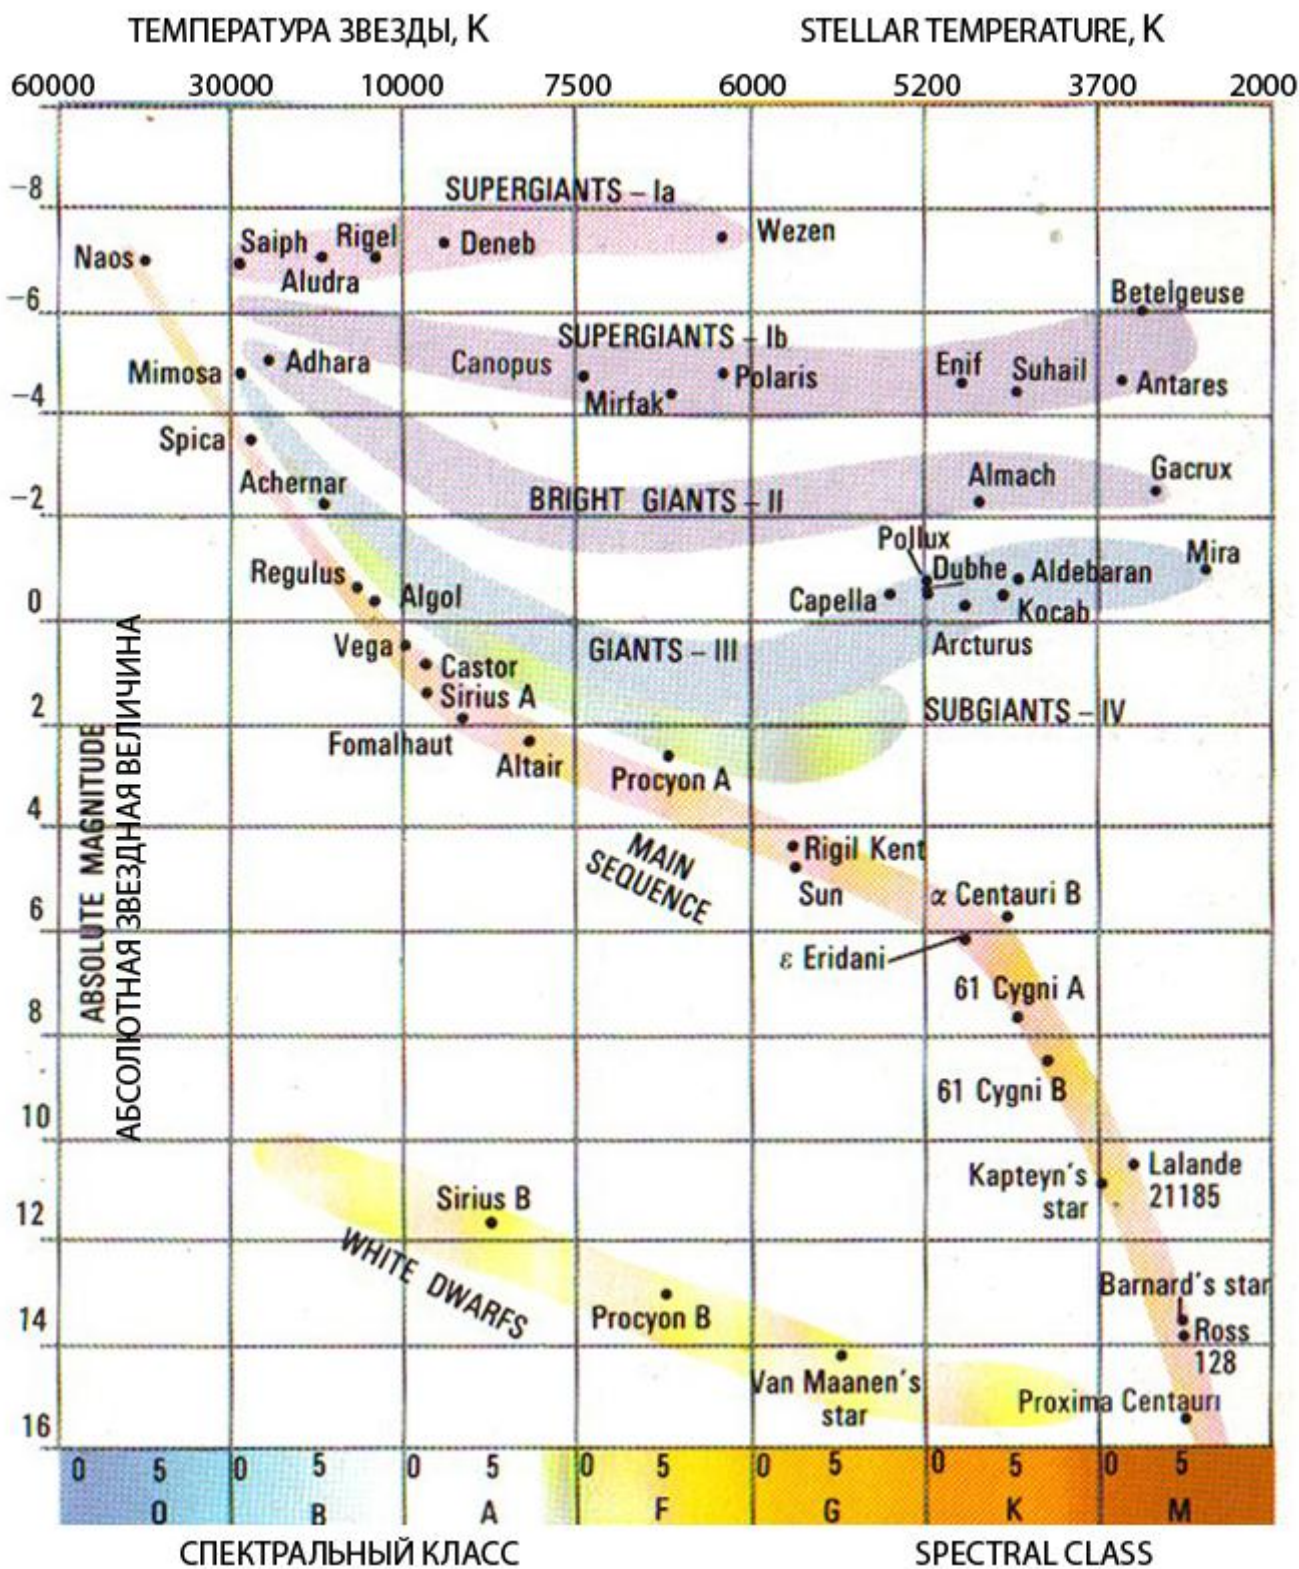 ТЕМПЕРАТУРА ЗВЕЗДЫ, К
STELLAR TEMPERATURE, К
60000 30000 10000 7500 6000 5200 3700 2000
-8
SUPERGIANTS – Ia
Naos
Saiph
Rigel
Deneb
Wezen
Aludra
-6
Betelgeuse
SUPERGIANTS – Ib
Mimosa
Adhara
Canopus
Mirfak
Polaris
Enif
Suhail
Antares
-4
Spica
Achernar
Almach
Gacrux
-2
BRIGHT GIANTS – II
Pollux
Mira
Regulus
Algol
Capella
Dubhe
Aldebaran
Kocab
0
Vega
GIANTS – III
Arcturus
Castor
Sirius A
2
SUBGIANTS – IV
Fomalhaut
Altair
Procyon A
4
MAIN
SEQUENCE
Rigil Kent
Sun
α Centauri B
6
ε Eridani
61 Cygni A
8
ABSOLUTE MAGNITUDE
АБСОЛЮТНАЯ ЗВЕЗДНАЯ ВЕЛИЧИНА
61 Cygni B
10
Kapteyn's
star
Lalande
21185
Sirius B
12
WHITE DWARFS
Barnard's star
Procyon B
14
Ross
128
Van Maanen's
star
Proxima Centauri
16
0 5 0 5 0 5 0 5 0 5 0 5 0 5
O B A F G K M
СПЕКТРАЛЬНЫЙ КЛАСС
SPECTRAL CLASS